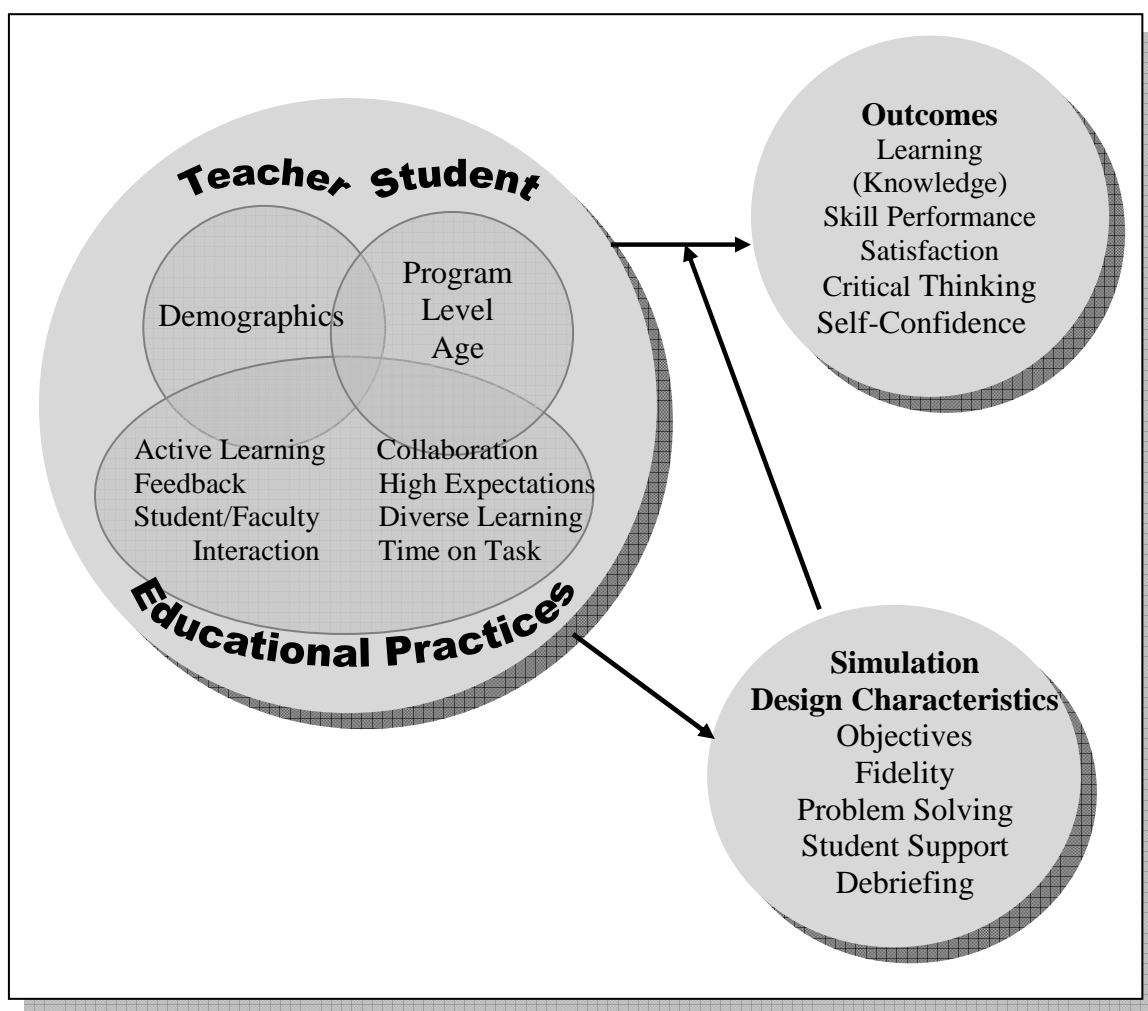 Teacher Student
Demographics
Program
Level
Age
Active Learning
Feedback
Student/Faculty
Interaction
Collaboration
High Expectations
Diverse Learning
Time on Task
Educational Practices
Outcomes
Learning
(Knowledge)
Skill Performance
Satisfaction
Critical Thinking
Self-Confidence
Simulation
Design Characteristics
Objectives
Fidelity
Problem Solving
Student Support
Debriefing